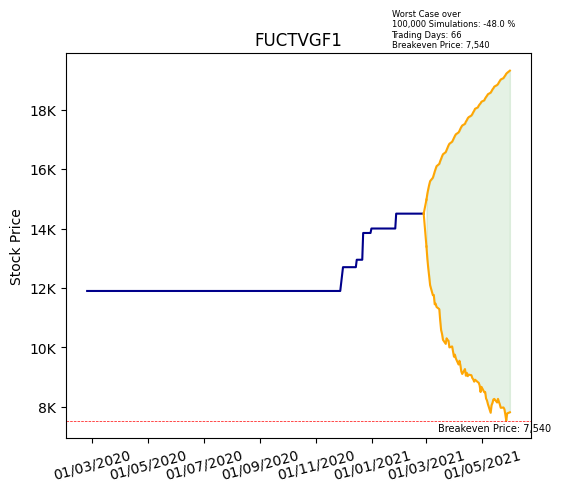 Worst Case over
100,000 Simulations: -48.0 %
Trading Days: 66
Breakeven Price: 7,540
FUCTVGF1
Stock Price
18K
16K
14K
12K
10K
8K
Breakeven Price: 7,540
01/03/2020
01/05/2020
01/07/2020
01/09/2020
01/11/2020
01/01/2021
01/03/2021
01/05/2021